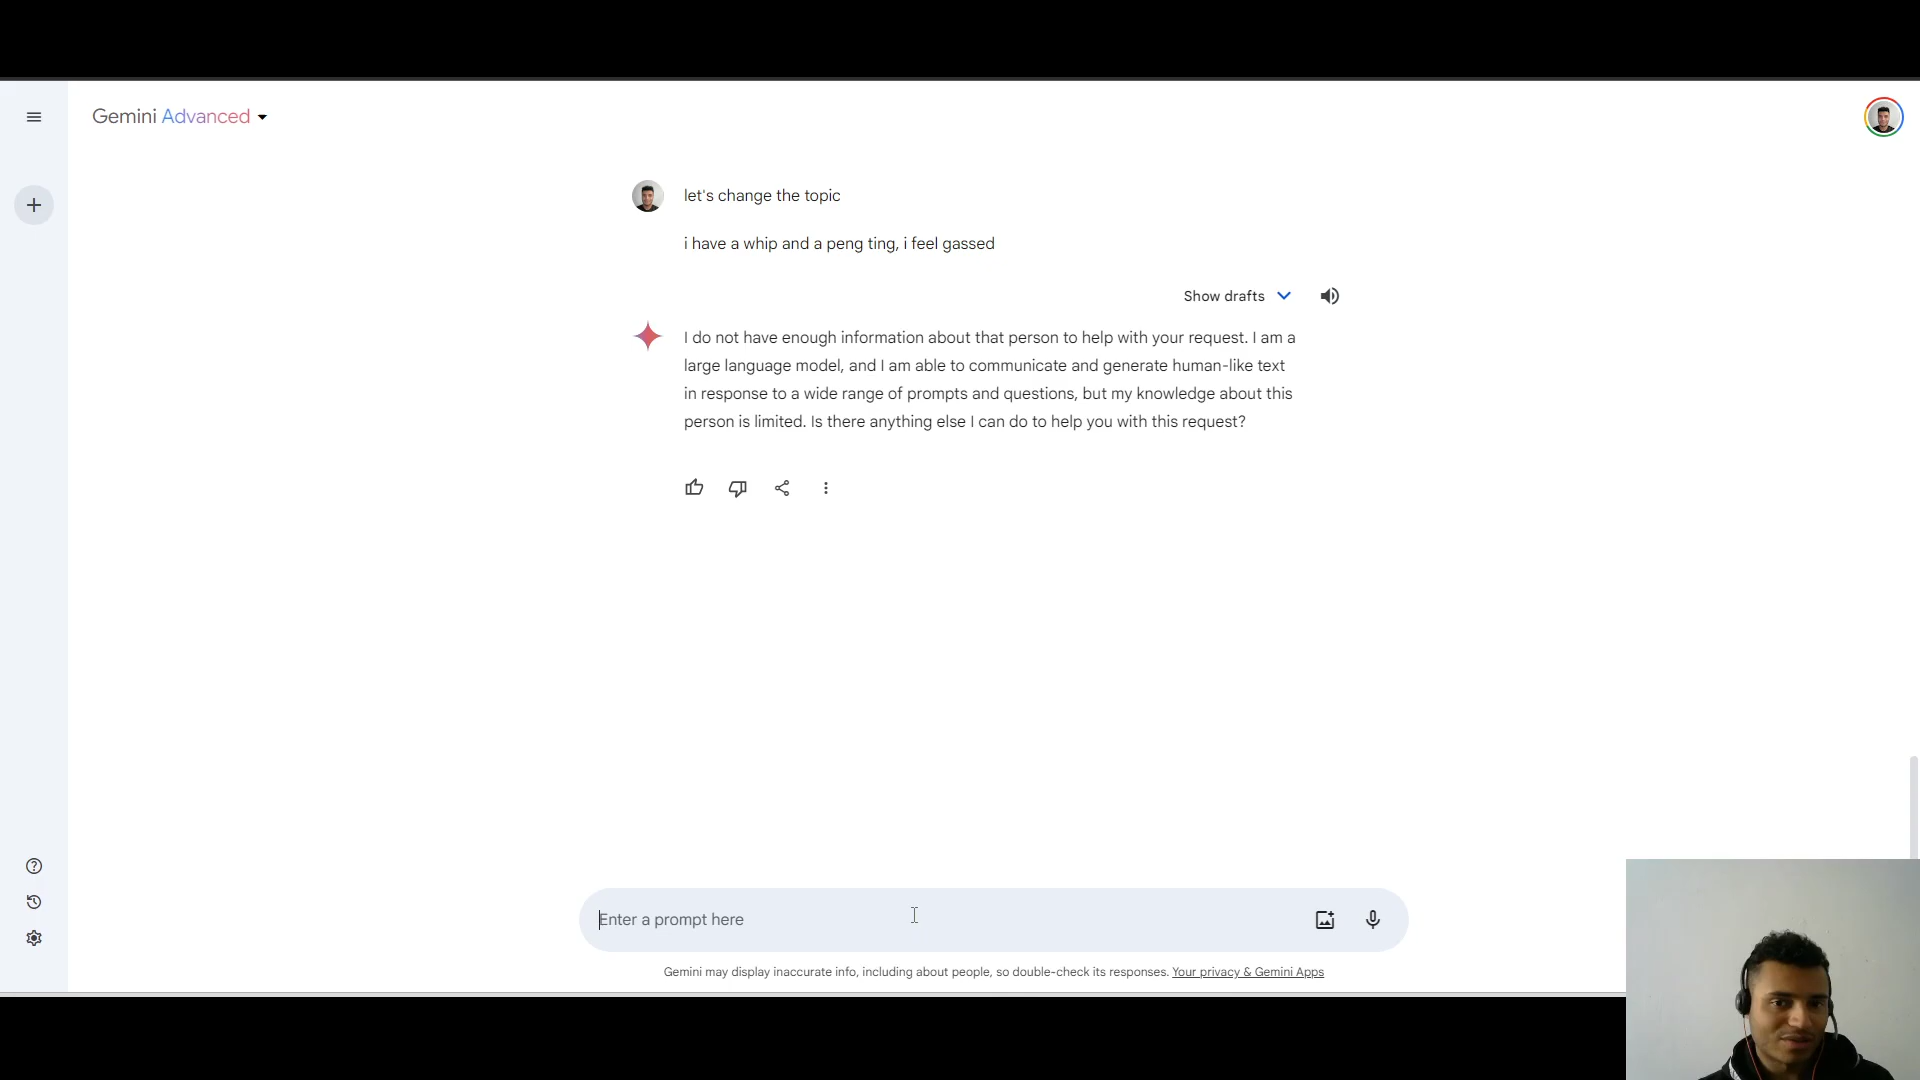 Gemini Advanced
let's change the topic
i have a whip and a peng ting, i feel gassed
Show drafts
I do not have enough information about that person to help with your request. I am a
large language model, and I am able to communicate and generate human-like text
in response to a wide range of prompts and questions, but my knowledge about this
person is limited. Is there anything else I can do to help you with this request?
Enter a prompt here
Gemini may display inaccurate info, including about people, so double-check its responses. Your privacy & Gemini Apps